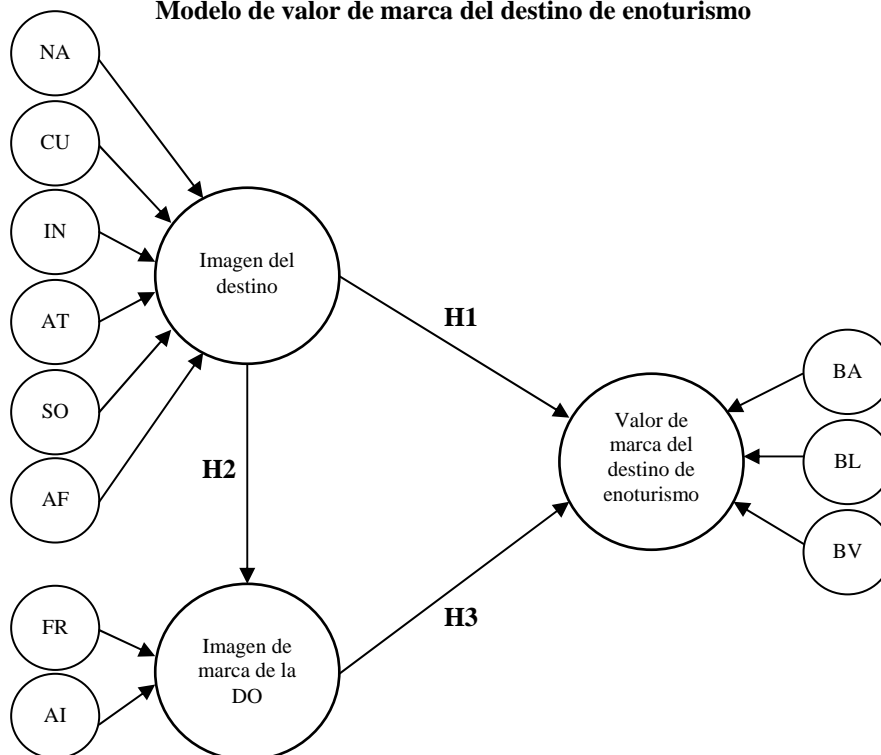 Modelo de valor de marca del destino de enoturismo
NA
CU
IN
AT
SO
AF
Imagen del
destino
H1
H2
BA
BL
BV
Valor de
marca del
destino de
enoturismo
FR
AI
Imagen de
marca de la
DO
H3